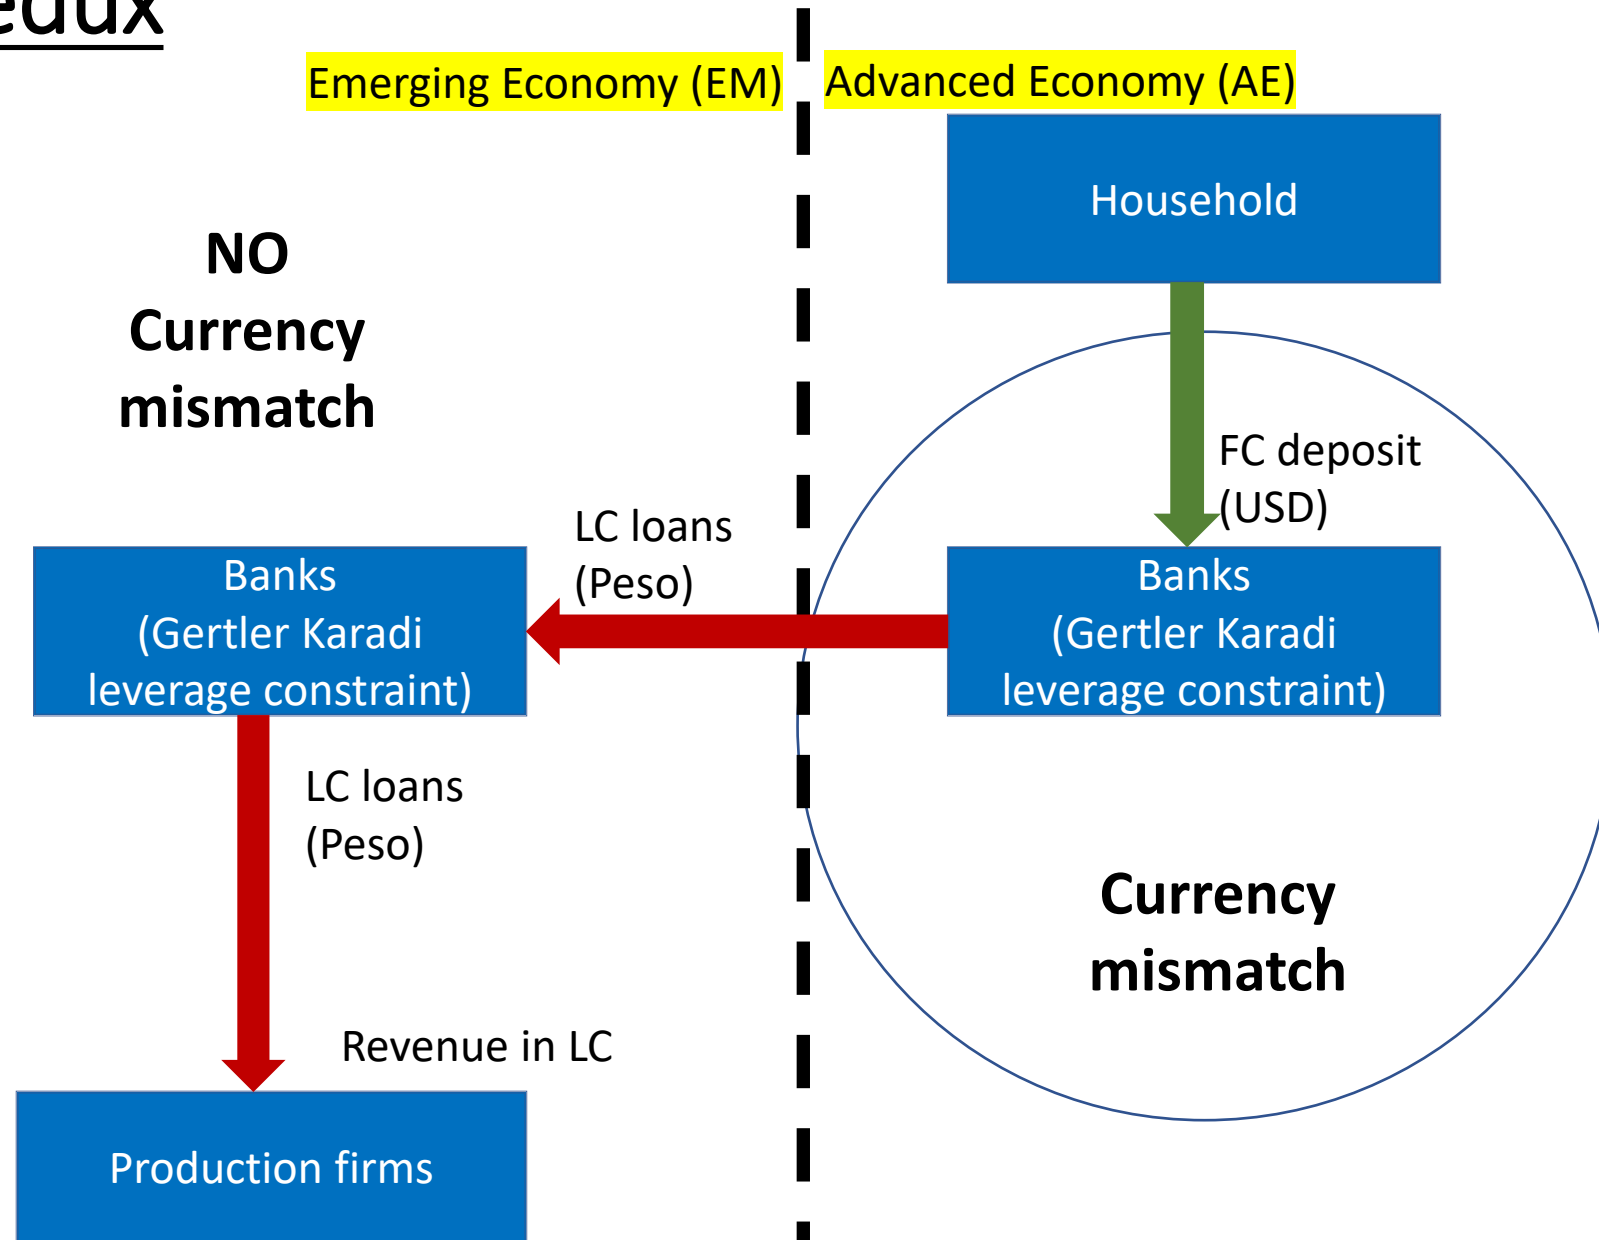 Emerging Economy (EM)
Advanced Economy (AE)
Household
NO
Currency
mismatch
FC deposit
(USD)
LC loans
(Peso)
Banks
(Gertler Karadi
leverage constraint)
Banks
(Gertler Karadi
leverage constraint)
LC loans
(Peso)
Currency
mismatch
Revenue in LC
Production firms